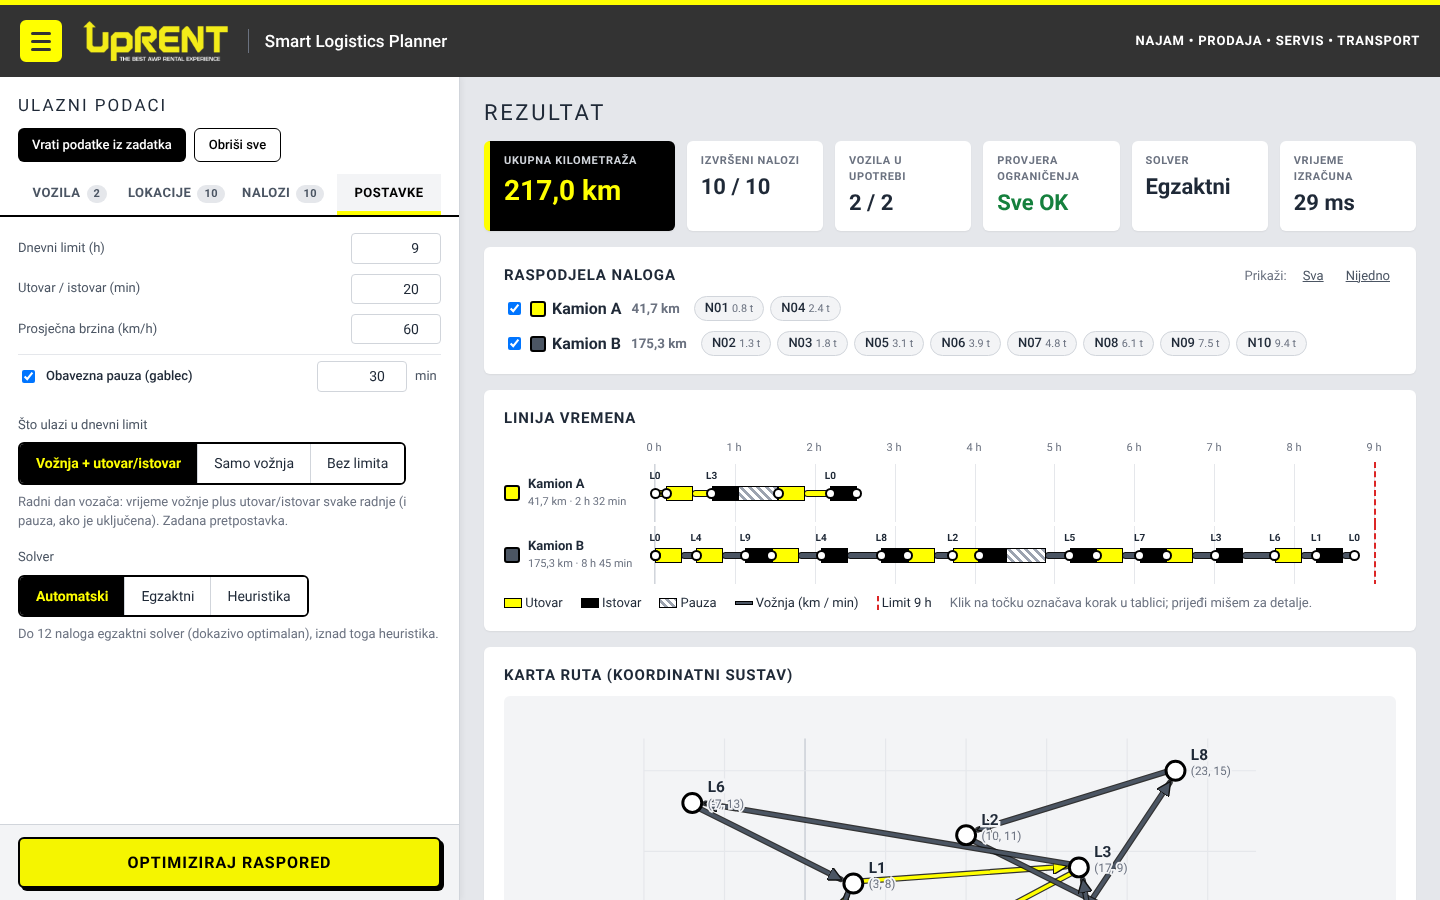 UpRENT
THE BEST AWP RENTAL EXPERIENCE
Smart Logistics Planner
NAJAM • PRODAJA • SERVIS • TRANSPORT
ULAZNI PODACI
Vrati podatke iz zadatka
Obriši sve
VOZILA 2
LOKACIJE 10
NALOZI 10
POSTAVKE
Dnevni limit (h)
9
Utovar / istovar (min)
20
Prosječna brzina (km/h)
60
Obavezna pauza (gablec)
30 min
Što ulazi u dnevni limit
Vožnja + utovar/istovar
Samo vožnja
Bez limita
Radni dan vozača: vrijeme vožnje plus utovar/istovar svake radnje (i
pauza, ako je uključena). Zadana pretpostavka.
Solver
Automatski
Egzaktni
Heuristika
Do 12 naloga egzaktni solver (dokazivo optimalan), iznad toga heuristika.
OPTIMIZIRAJ RASPORED
REZULTAT
UKUPNA KILOMETRAŽA
217,0 km
IZVRŠENI NALOZI
10 / 10
VOZILA U
UPOTREBI
2 / 2
PROVJERA
OGRANIČENJA
Sve OK
SOLVER
Egzaktni
VRIJEME
IZRAČUNA
29 ms
RASPODJELA NALOGA
Prikaži: Sva Nijedno
Kamion A 41,7 km N01 0.8 t N04 2.4 t
Kamion B 175,3 km N02 1.3 t N03 1.8 t N05 3.1 t N06 3.9 t N07 4.8 t N08 6.1 t N09 7.5 t N10 9.4 t
LINIJA VREMENA
0 h 1 h 2 h 3 h 4 h 5 h 6 h 7 h 8 h 9 h
L0 L3 L0
Kamion A
41,7 km · 2 h 32 min
L0 L4 L9 L4 L8 L2 L5 L7 L3 L6 L1 L0
Kamion B
175,3 km · 8 h 45 min
Utovar Istovar Pauza Vožnja (km / min) Limit 9 h Klik na točku označava korak u tablici; prijeđi mišem za detalje.
KARTA RUTA (KOORDINATNI SUSTAV)
L8
(23, 15)
L6
(-7, 13)
L2
(10, 11)
L3
(17, 9)
L1
(3, 8)